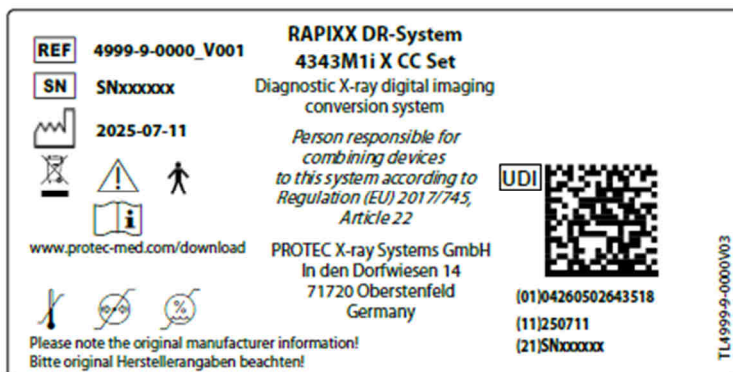 REF 4999-9-0000_V001
SN SNxxxxxx
2025-07-11
www.protec-med.com/download
Please note the original manufacturer information!
Bitte original Herstellerangaben beachten!
RAPIXX DR-System
4343M1i X CC Set
Diagnostic X-ray digital imaging
conversion system
Person responsible for
combining devices
to this system according to
Regulation (EU) 2017/745,
Article 22
PROTEC X-ray Systems GmbH
In den Dorfwiesen 14
71720 Oberstenfeld
Germany
UDI
(01)04260502643518
(11)250711
(21)SNxxxxxx
TL4999-9-0000V03